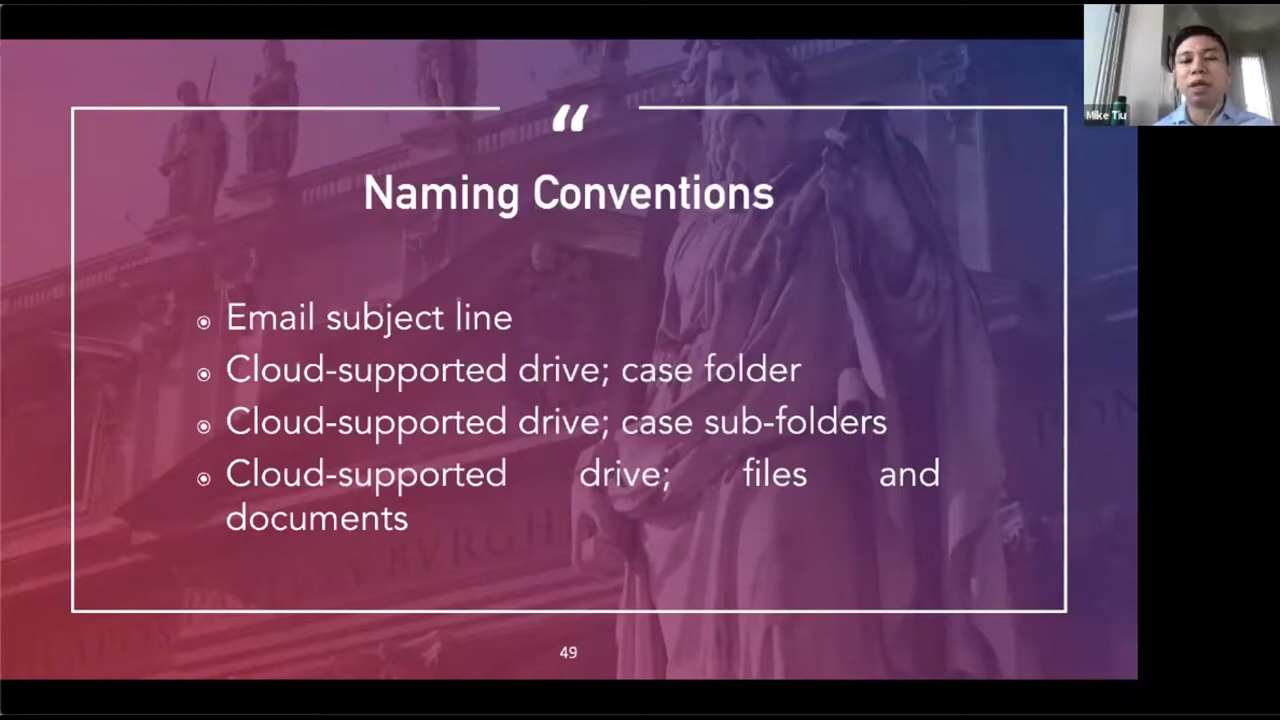 Mike Tiu
“
Naming Conventions
Email subject line
Cloud-supported drive; case folder
Cloud-supported drive; case sub-folders
Cloud-supported drive; files and
documents
49